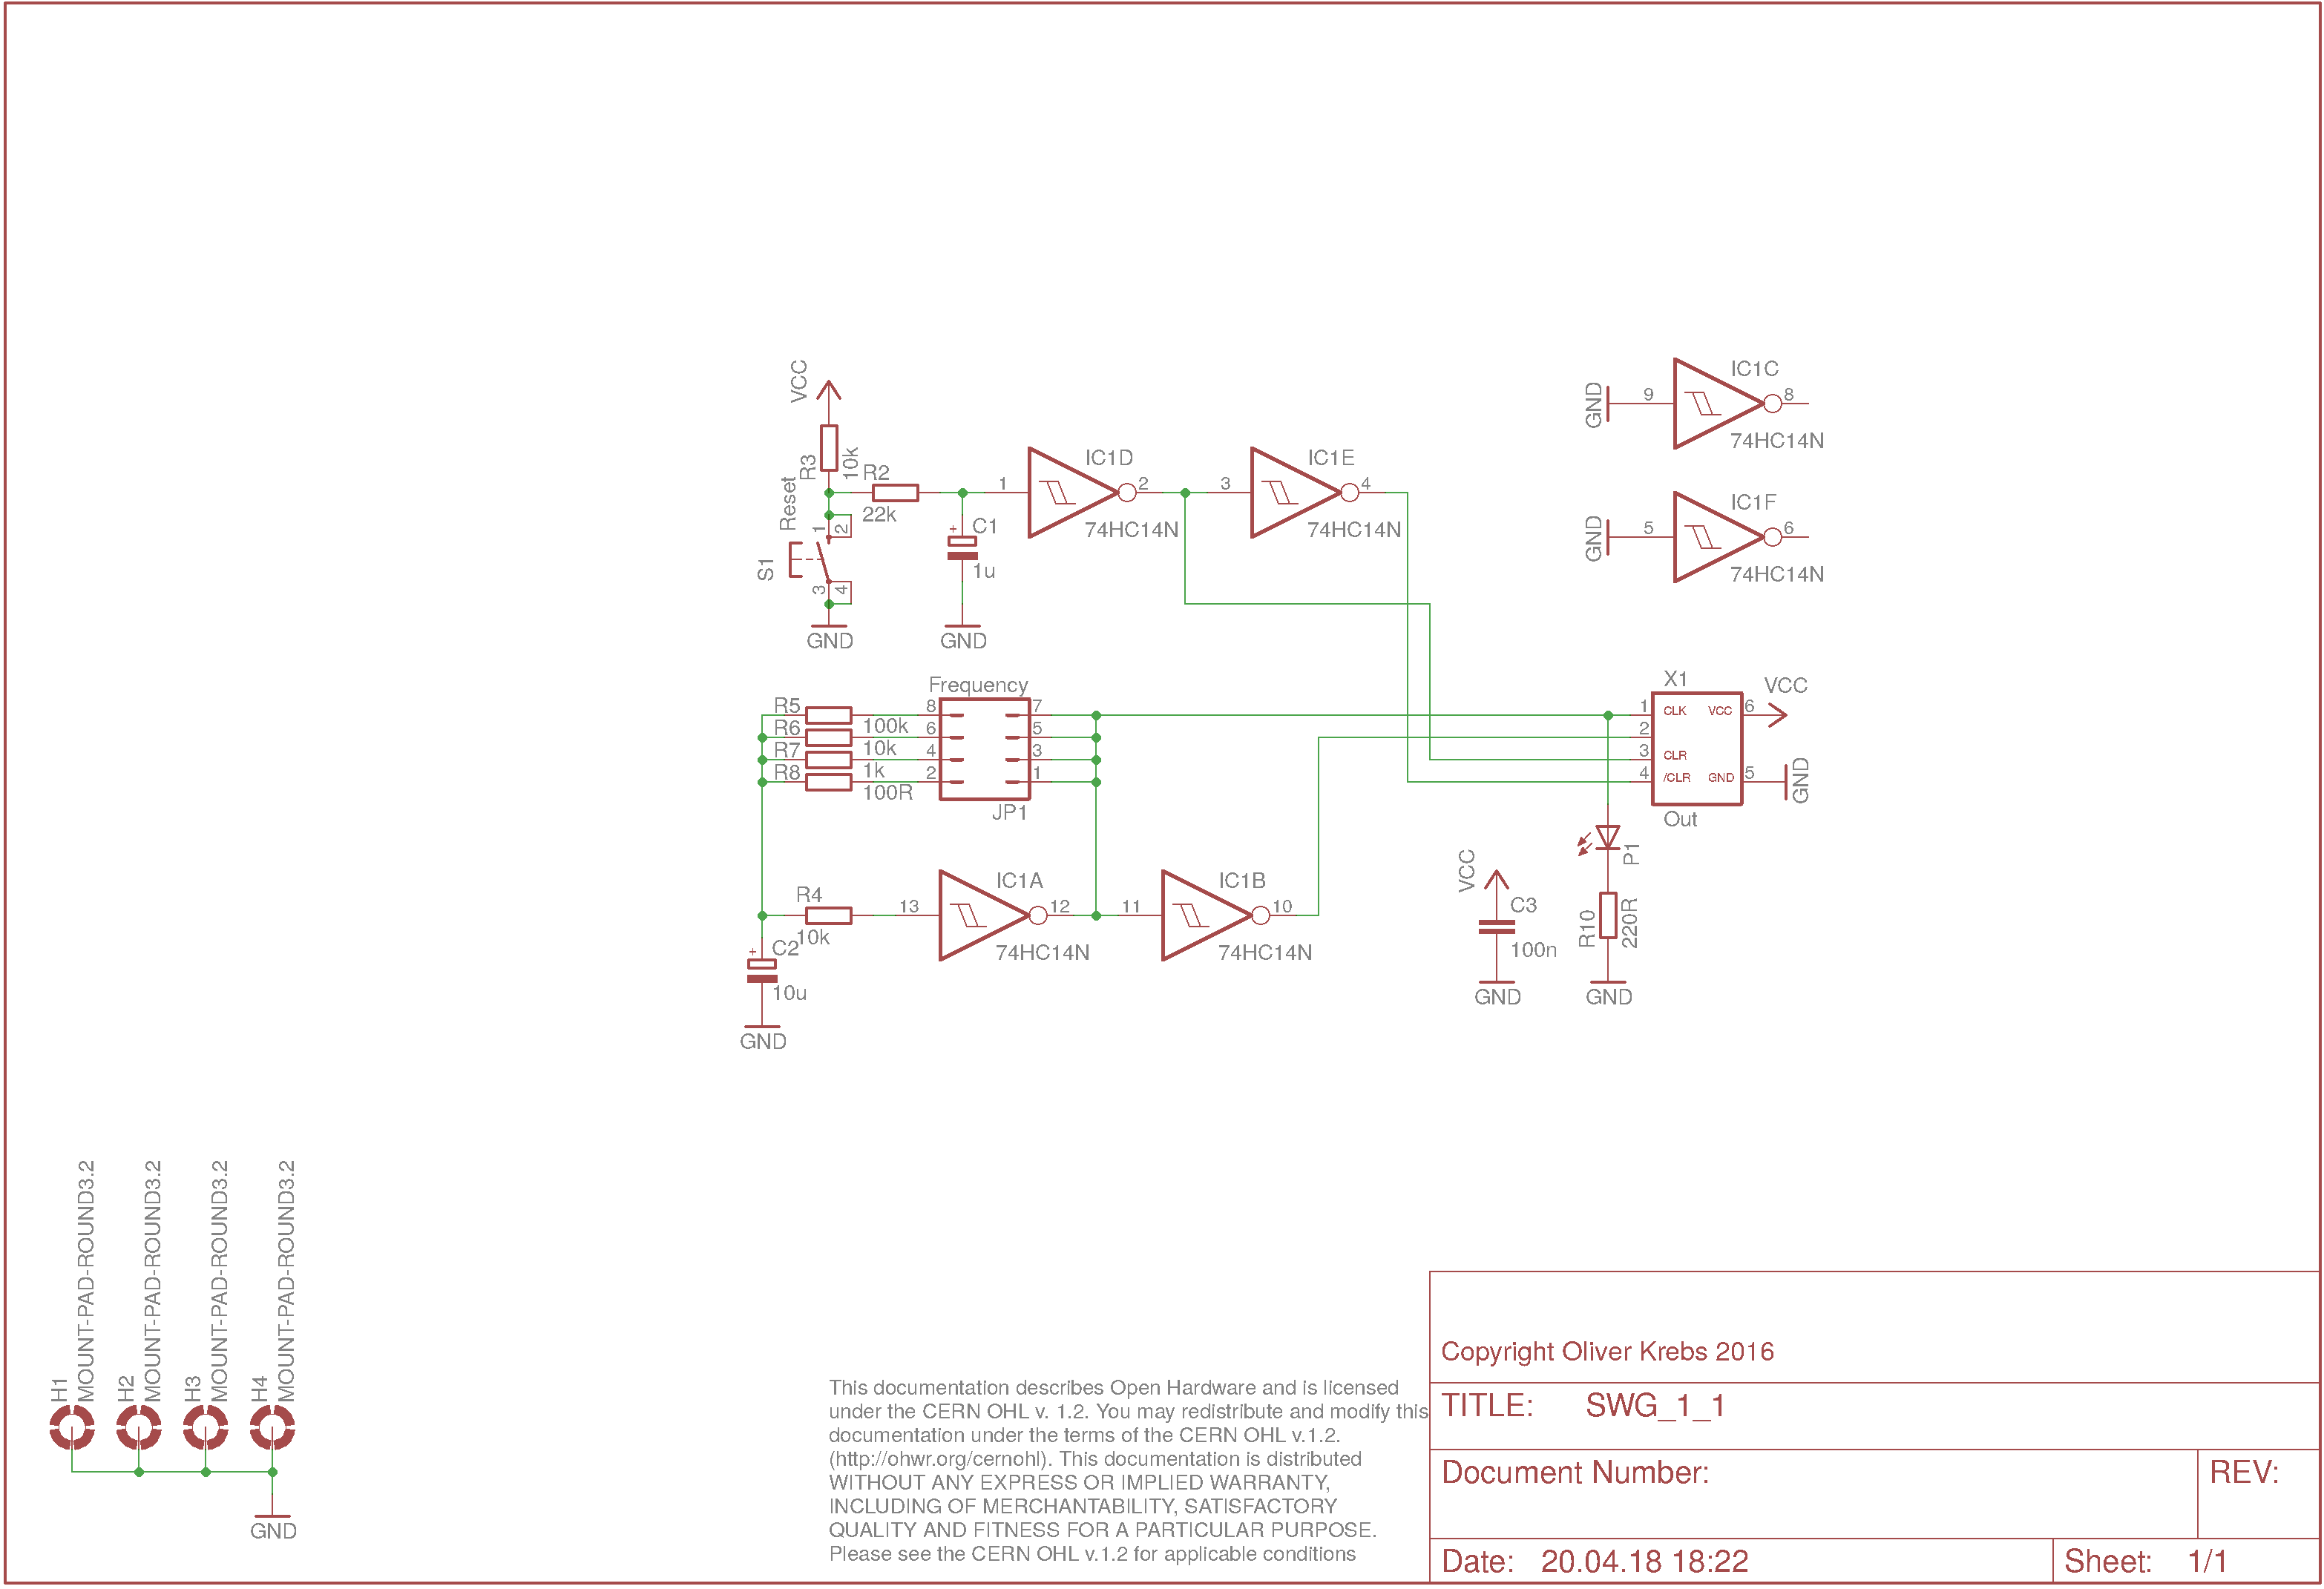 VCC
R3
10k
R2
22k
Reset
S1
1
2
3
4
GND
+
C1
1u
GND
1
IC1D
2
74HC14N
3
IC1E
4
74HC14N
GND
9
IC1C
8
74HC14N
GND
5
IC1F
6
74HC14N
Frequency
R5
100k
8
7
R6
10k
6
5
R7
1k
4
3
R8
100R
2
1
JP1
R4
10k
13
IC1A
12
74HC14N
11
IC1B
10
74HC14N
+
C2
10u
GND
X1
1
CLK
VCC
6
VCC
2
3
CLR
4
/CLR
GND
5
GND
Out
P1
R10
220R
GND
VCC
C3
100n
GND
H1
MOUNT-PAD-ROUND3.2
H2
MOUNT-PAD-ROUND3.2
H3
MOUNT-PAD-ROUND3.2
H4
MOUNT-PAD-ROUND3.2
GND
This documentation describes Open Hardware and is licensed
under the CERN OHL v. 1.2. You may redistribute and modify this
documentation under the terms of the CERN OHL v.1.2.
(http://ohwr.org/cernohl). This documentation is distributed
WITHOUT ANY EXPRESS OR IMPLIED WARRANTY,
INCLUDING OF MERCHANTABILITY, SATISFACTORY
QUALITY AND FITNESS FOR A PARTICULAR PURPOSE.
Please see the CERN OHL v.1.2 for applicable conditions
Copyright Oliver Krebs 2016
TITLE: SWG_1_1
Document Number:
REV:
Date: 20.04.18 18:22
Sheet: 1/1